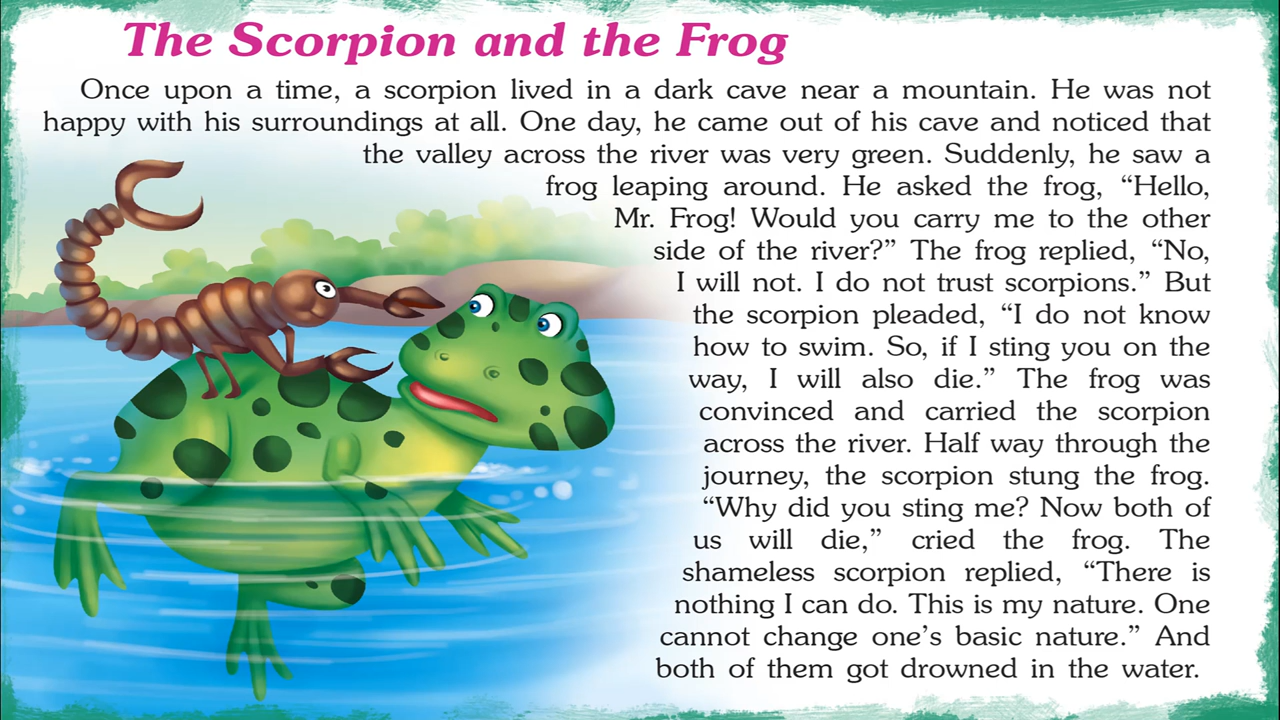 The Scorpion and the Frog
Once upon a time, a scorpion lived in a dark cave near a mountain. He was not
happy with his surroundings at all. One day, he came out of his cave and noticed that
the valley across the river was very green. Suddenly, he saw a
frog leaping around. He asked the frog, “Hello,
Mr. Frog! Would you carry me to the other
side of the river?” The frog replied, “No,
I will not. I do not trust scorpions.” But
the scorpion pleaded, “I do not know
how to swim. So, if I sting you on the
way, I will also die.” The frog was
convinced and carried the scorpion
across the river. Half way through the
journey, the scorpion stung the frog.
“Why did you sting me? Now both of
us will die,” cried the frog. The
shameless scorpion replied, “There is
nothing I can do. This is my nature. One
cannot change one’s basic nature.” And
both of them got drowned in the water.